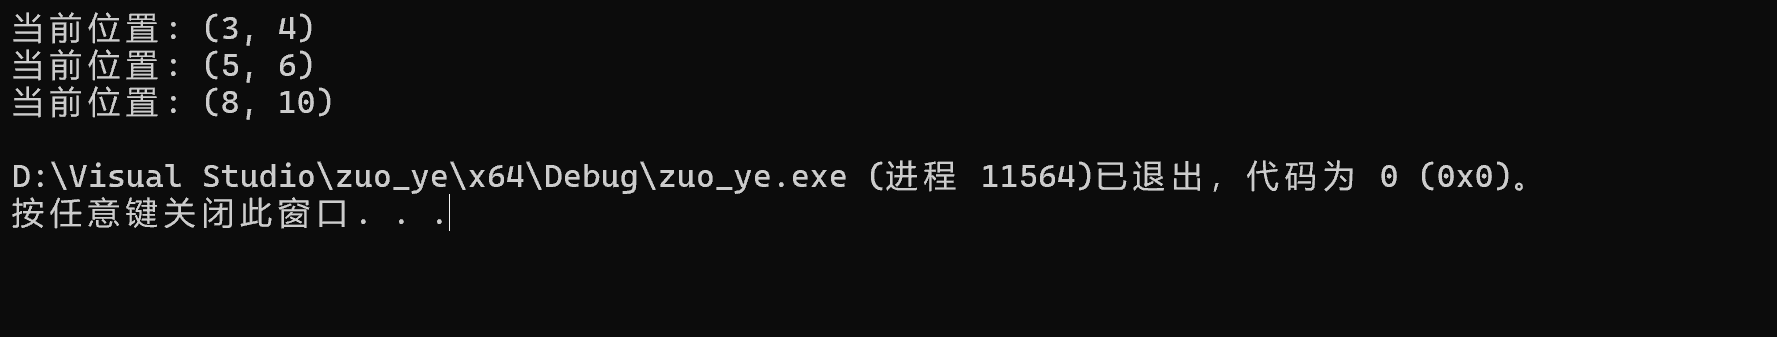 当前位置: (3, 4)
当前位置: (5, 6)
当前位置: (8, 10)
D:\Visual Studio\zuo_ye\x64\Debug\zuo_ye.exe (进程 11564)已退出，代码为 0 (0x0)。
按任意键关闭此窗口. . .